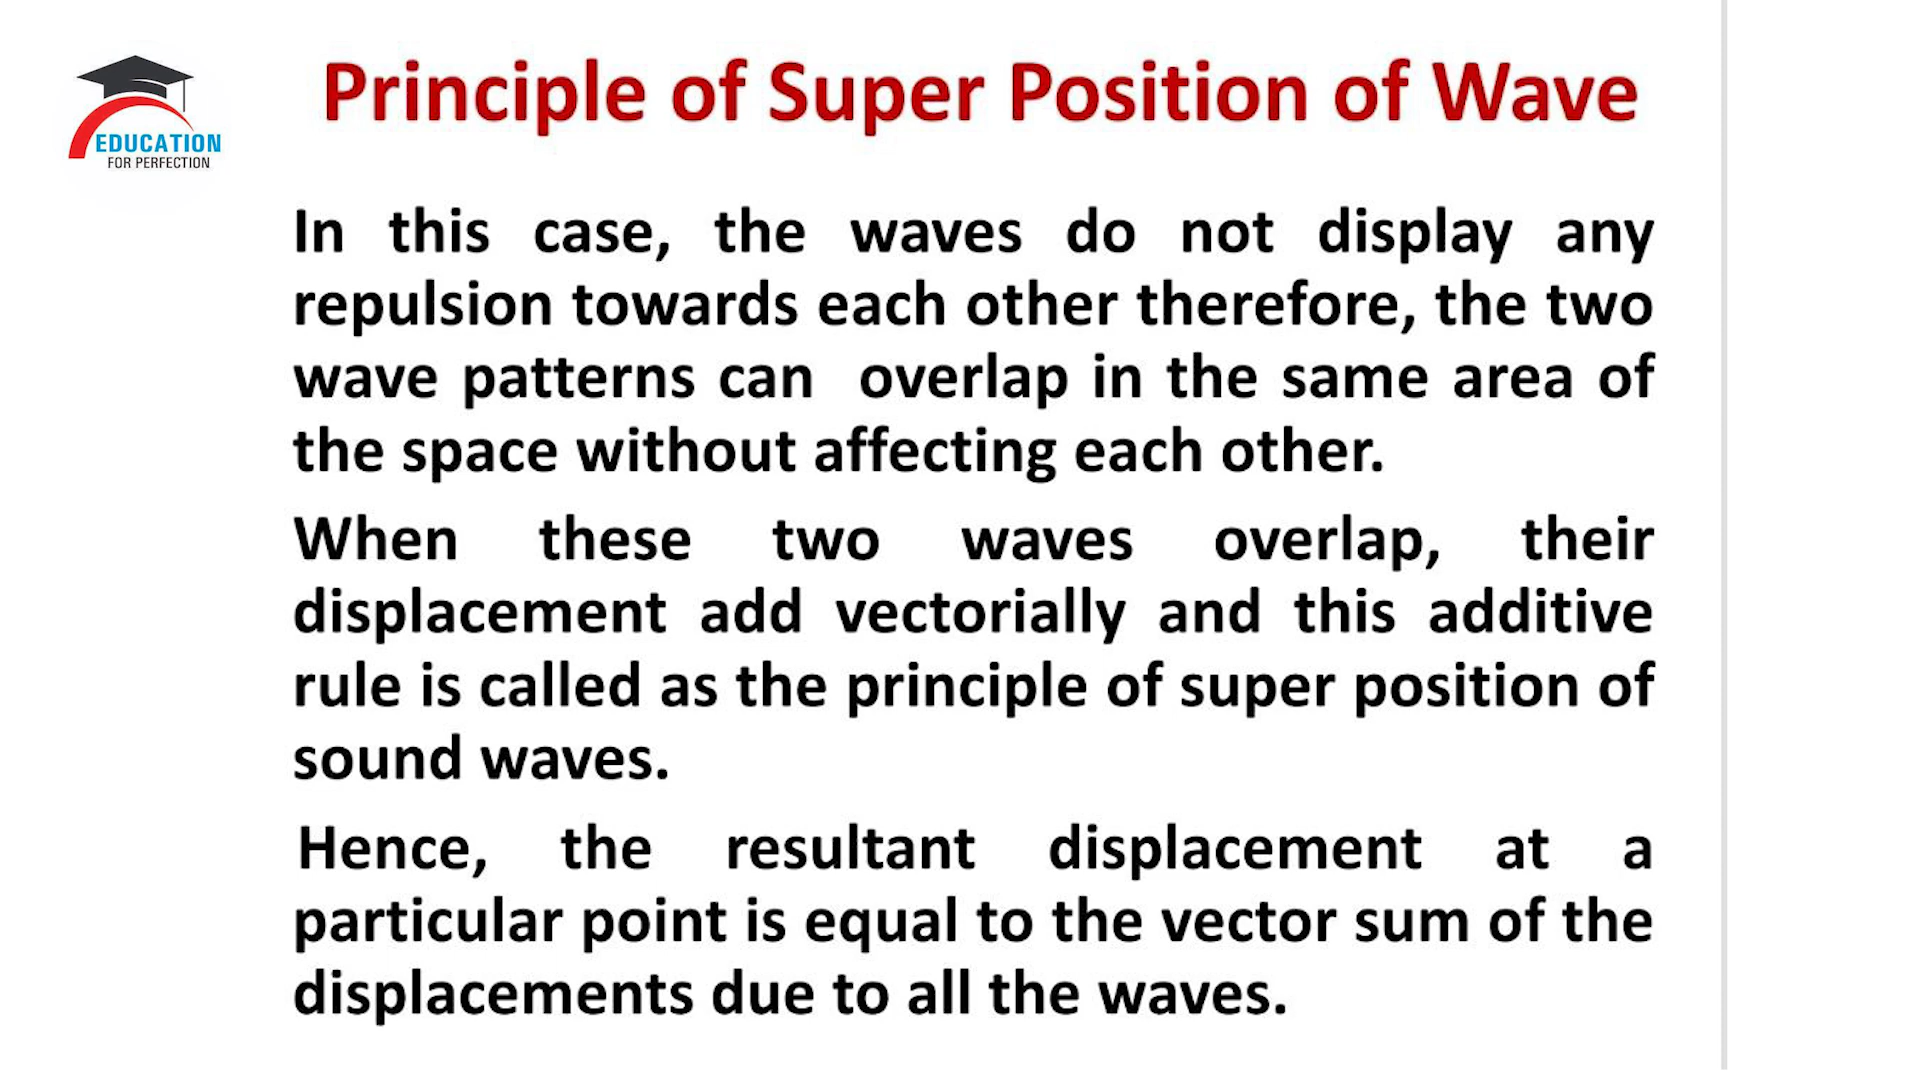 EDUCATION
FOR PERFECTION
Principle of Super Position of Wave
In this case, the waves do not display any
repulsion towards each other therefore, the two
wave patterns can overlap in the same area of
the space without affecting each other.
When these two waves overlap, their
displacement add vectorially and this additive
rule is called as the principle of super position of
sound waves.
Hence, the resultant displacement at a
particular point is equal to the vector sum of the
displacements due to all the waves.